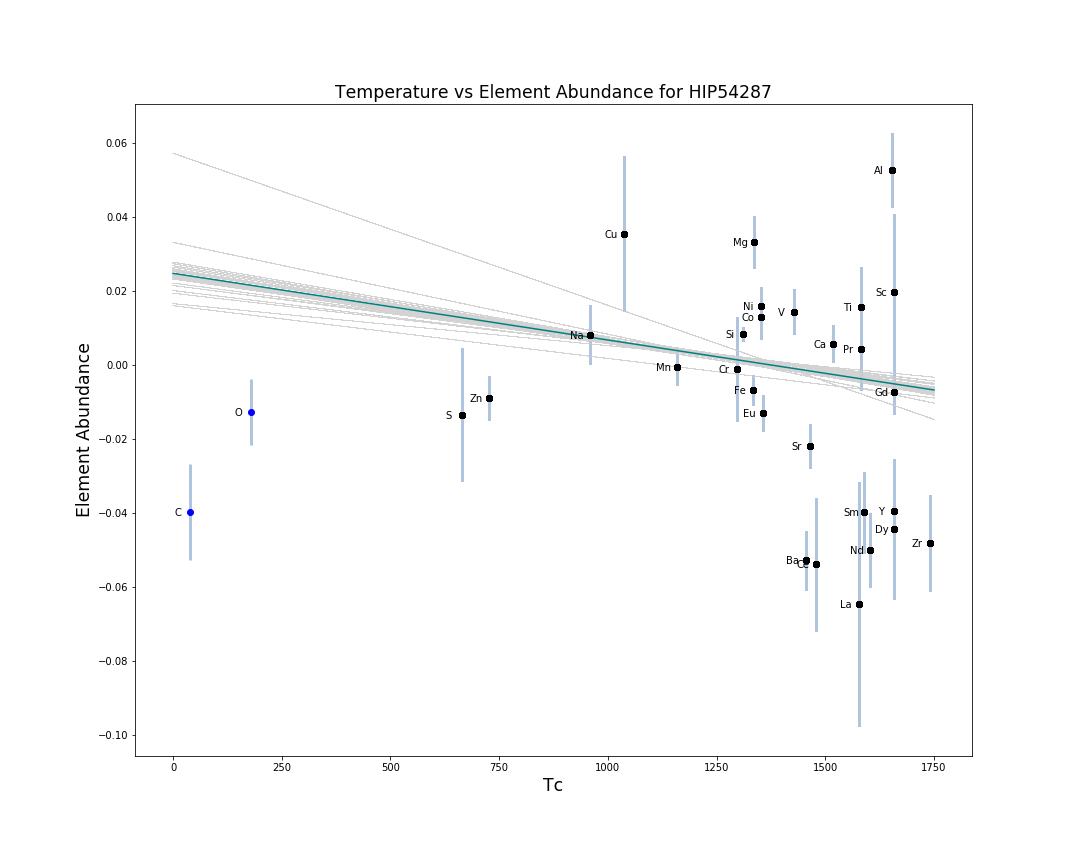 Temperature vs Element Abundance for HIP54287
Element Abundance
0.06
0.04
0.02
0.00
−0.02
−0.04
−0.06
−0.08
−0.10
Al
Cu
Mg
Sc
Ni
Ti
V
Co
Si
Na
Ca
Pr
Mn
Cr
Fe
Gd
Zn
O
S
Eu
Sr
C
Sm
Y
Dy
Zr
Nd
Ba
Ce
La
0
250
500
750
1000
1250
1500
1750
Tc